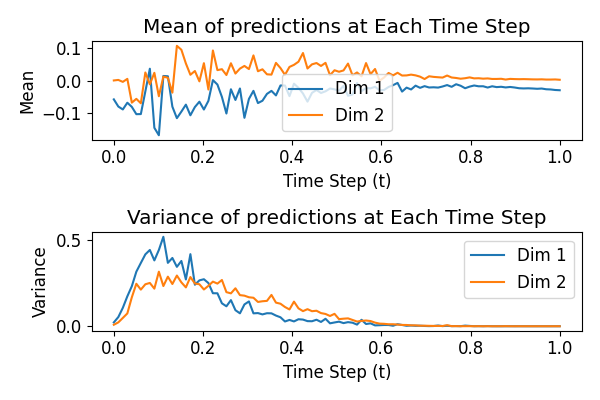 Mean of predictions at Each Time Step
0.1
0.0
−0.1
Mean
Dim 1
Dim 2
0.0 0.2 0.4 0.6 0.8 1.0
Time Step (t)
Variance of predictions at Each Time Step
0.5
0.0
Variance
Dim 1
Dim 2
0.0 0.2 0.4 0.6 0.8 1.0
Time Step (t)